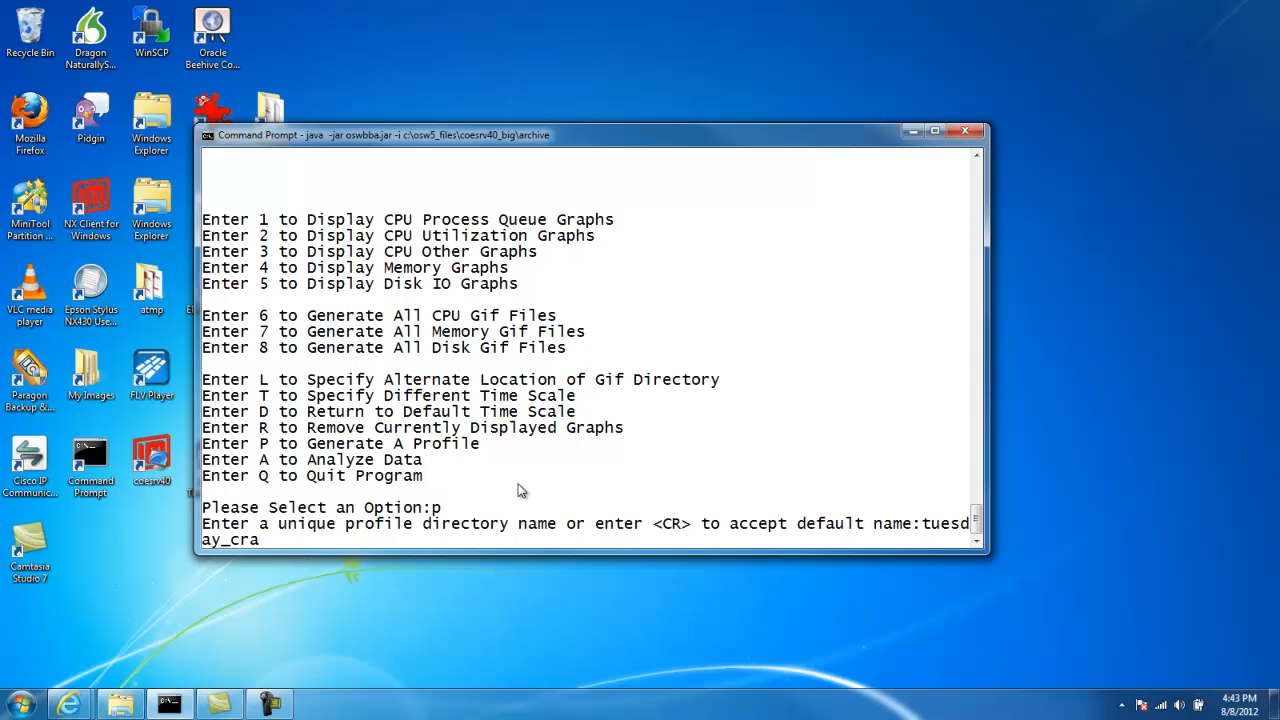 Recycle Bin
Dragon NaturallyS...
WinSCP
Oracle Beehive Co...
Mozilla Firefox
Pidgin
Windows Explorer
MiniTool Partition ...
NX Client for Windows
Windows Explorer
VLC media player
Epson Stylus NX430 Use...
atmp
Paragon Backup &...
My Images
FLV Player
Cisco IP Communic...
Command Prompt
coesrv40
Camtasia Studio 7
Command Prompt - java -jar oswbba.jar -i c:\osw5_files\coesrv40_big\archive
Enter 1 to Display CPU Process Queue Graphs
Enter 2 to Display CPU Utilization Graphs
Enter 3 to Display CPU Other Graphs
Enter 4 to Display Memory Graphs
Enter 5 to Display Disk IO Graphs
Enter 6 to Generate All CPU Gif Files
Enter 7 to Generate All Memory Gif Files
Enter 8 to Generate All Disk Gif Files
Enter L to Specify Alternate Location of Gif Directory
Enter T to Specify Different Time Scale
Enter D to Return to Default Time Scale
Enter R to Remove Currently Displayed Graphs
Enter P to Generate A Profile
Enter A to Analyze Data
Enter Q to Quit Program
Please Select an Option:p
Enter a unique profile directory name or enter <CR> to accept default name:tuesd
ay_cra
4:43 PM
8/8/2012